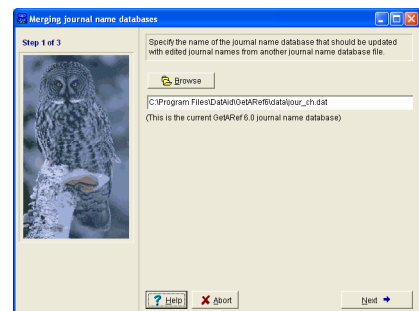 Merging journal name databases
Step 1 of 3
Specify the name of the journal name database that should be updated
with edited journal names from another journal name database file.
Browse
C:\Program Files\DatAid\GetARef6\data\jour_ch.dat
(This is the current GetARef 6.0 journal name database)
Help
Abort
Next